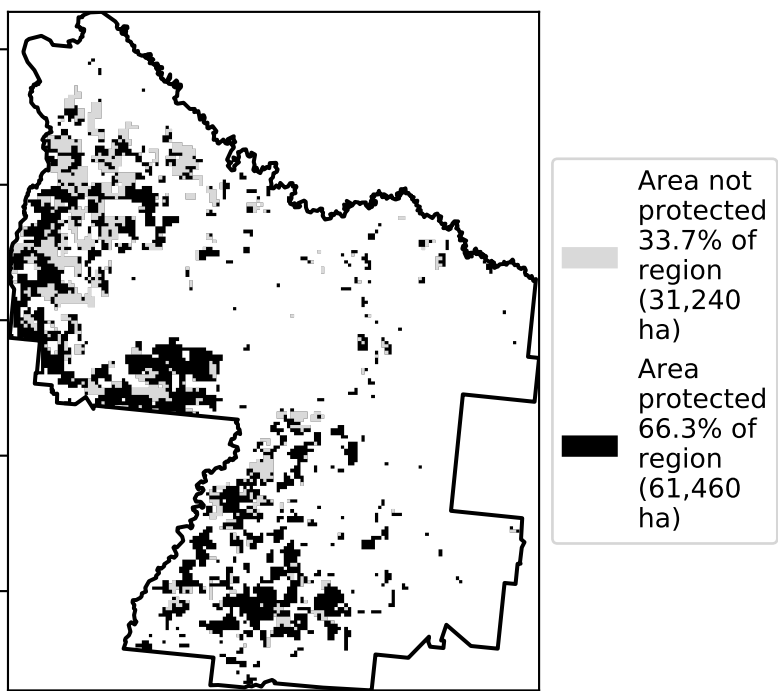 Area not
protected
33.7% of
region
(31,240
ha)
Area
protected
66.3% of
region
(61,460
ha)